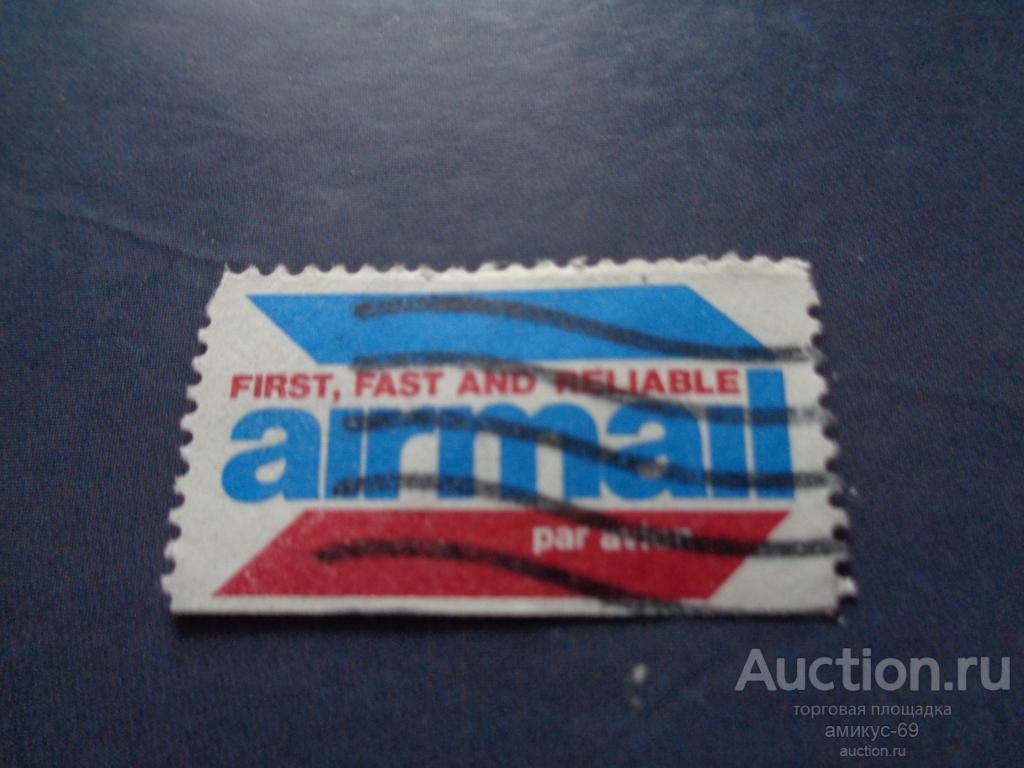 FIRST, FAST AND RELIABLE
airmail
par avion
Auction.ru
торговая площадка
амикус-69
auction.ru